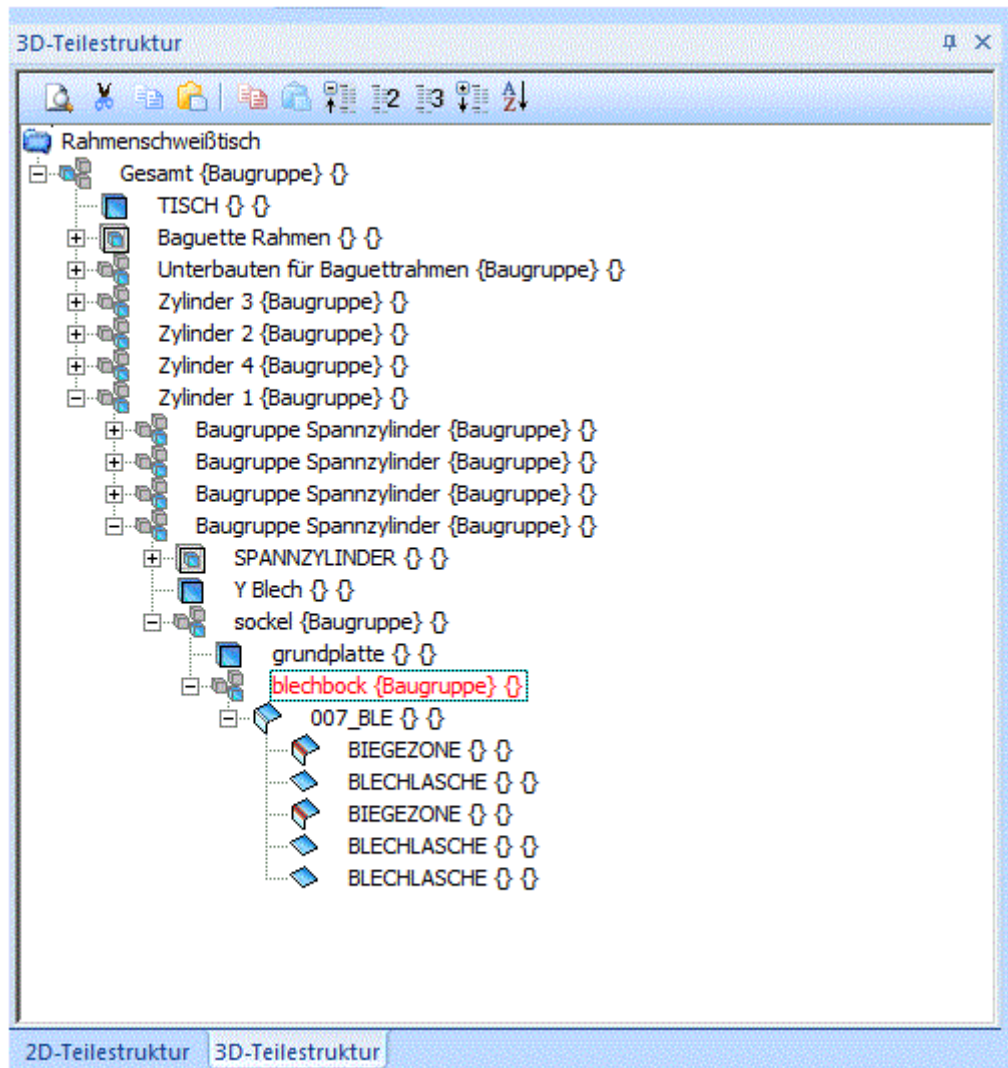 3D-Teilestruktur
2 3 A Z
Rahmenschweißtisch
Gesamt {Baugruppe} {}
TISCH {} {}
Baguette Rahmen {} {}
Unterbauten für Baguettrahmen {Baugruppe} {}
Zylinder 3 {Baugruppe} {}
Zylinder 2 {Baugruppe} {}
Zylinder 4 {Baugruppe} {}
Zylinder 1 {Baugruppe} {}
Baugruppe Spannzylinder {Baugruppe} {}
Baugruppe Spannzylinder {Baugruppe} {}
Baugruppe Spannzylinder {Baugruppe} {}
Baugruppe Spannzylinder {Baugruppe} {}
SPANNZYLINDER {} {}
Y Blech {} {}
sockel {Baugruppe} {}
grundplatte {} {}
blechbock {Baugruppe} {}
007_BLE {} {}
BIEGEZONE {} {}
BLECHLASCHE {} {}
BIEGEZONE {} {}
BLECHLASCHE {} {}
BLECHLASCHE {} {}
2D-Teilestruktur 3D-Teilestruktur